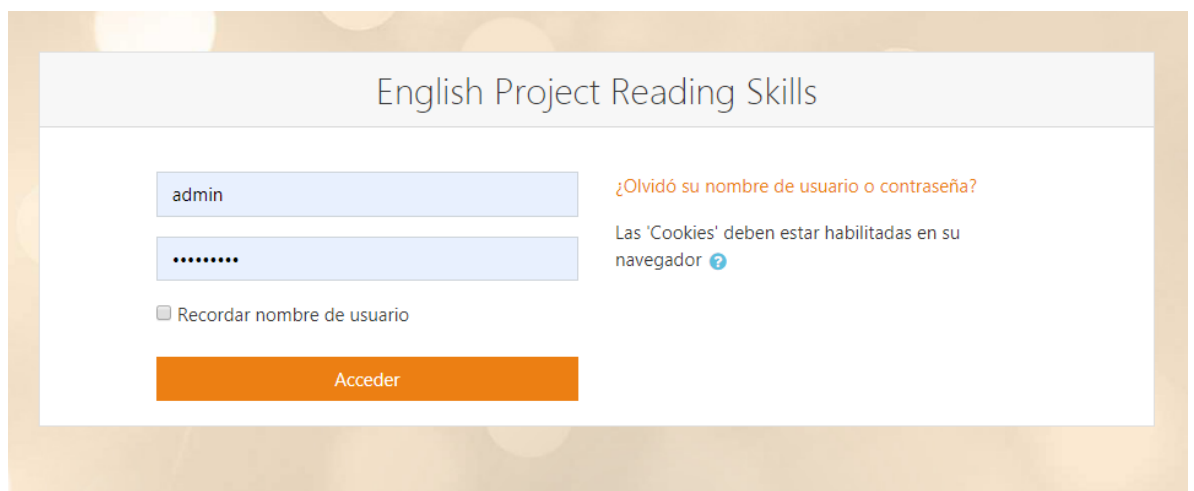 English Project Reading Skills
admin
•••••••••
Recordar nombre de usuario
Acceder
¿Olvidó su nombre de usuario o contraseña?
Las 'Cookies' deben estar habilitadas en su
navegador ?